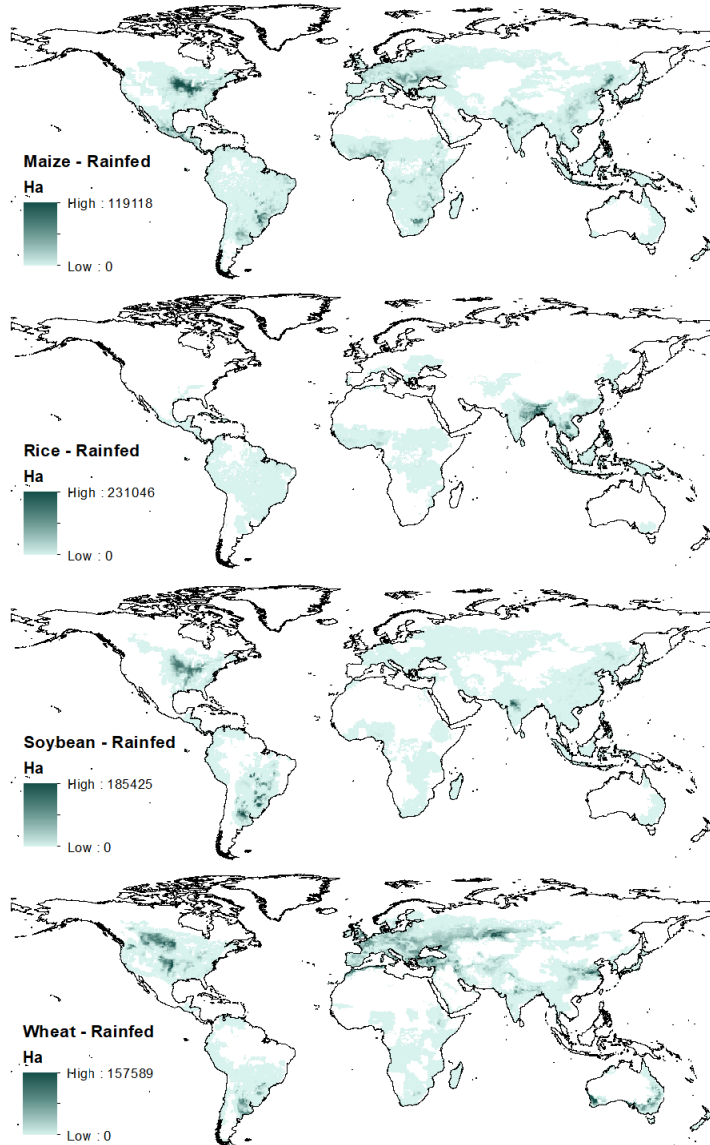 Maize - Rainfed
Ha
High : 119118
Low : 0
Rice - Rainfed
Ha
High : 231046
Low : 0
Soybean - Rainfed
Ha
High : 185425
Low : 0
Wheat - Rainfed
Ha
High : 157589
Low : 0